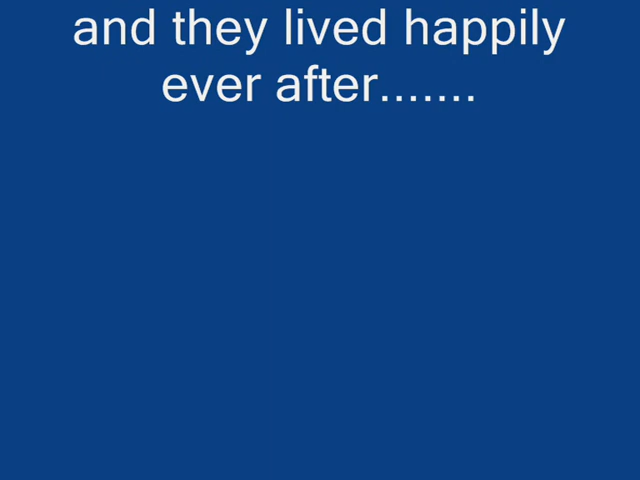 and they lived happily
ever after.......